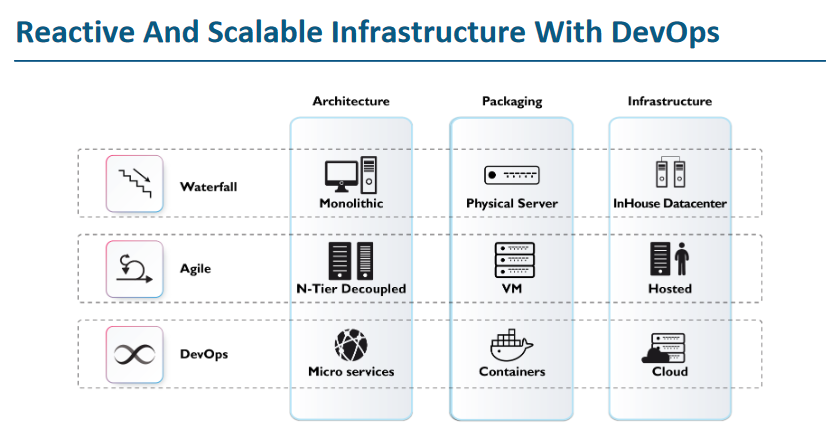 Reactive And Scalable Infrastructure With DevOps
Architecture Packaging Infrastructure
Waterfall
Monolithic Physical Server InHouse Datacenter
Agile
N-Tier Decoupled VM Hosted
DevOps
Micro services Containers Cloud